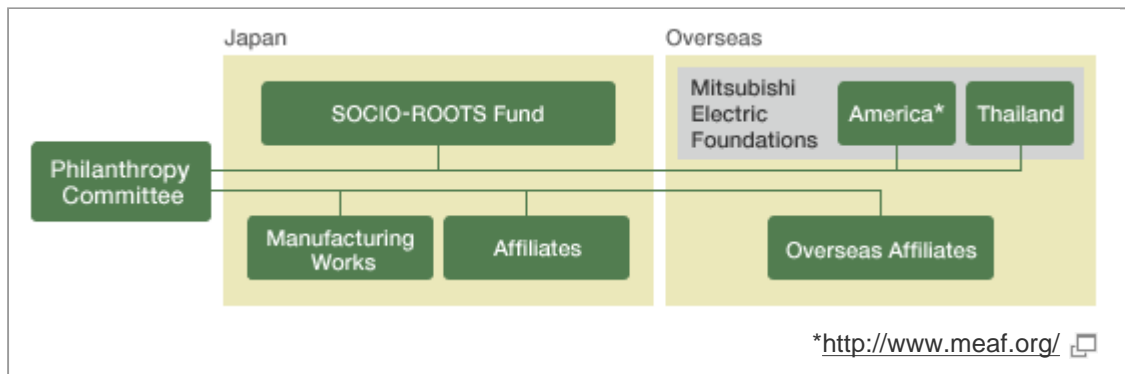 Japan
Overseas
SOCIO-ROOTS Fund
Mitsubishi
Electric
Foundations
America*
Thailand
Philanthropy
Committee
Manufacturing
Works
Affiliates
Overseas Affiliates
*http://www.meaf.org/